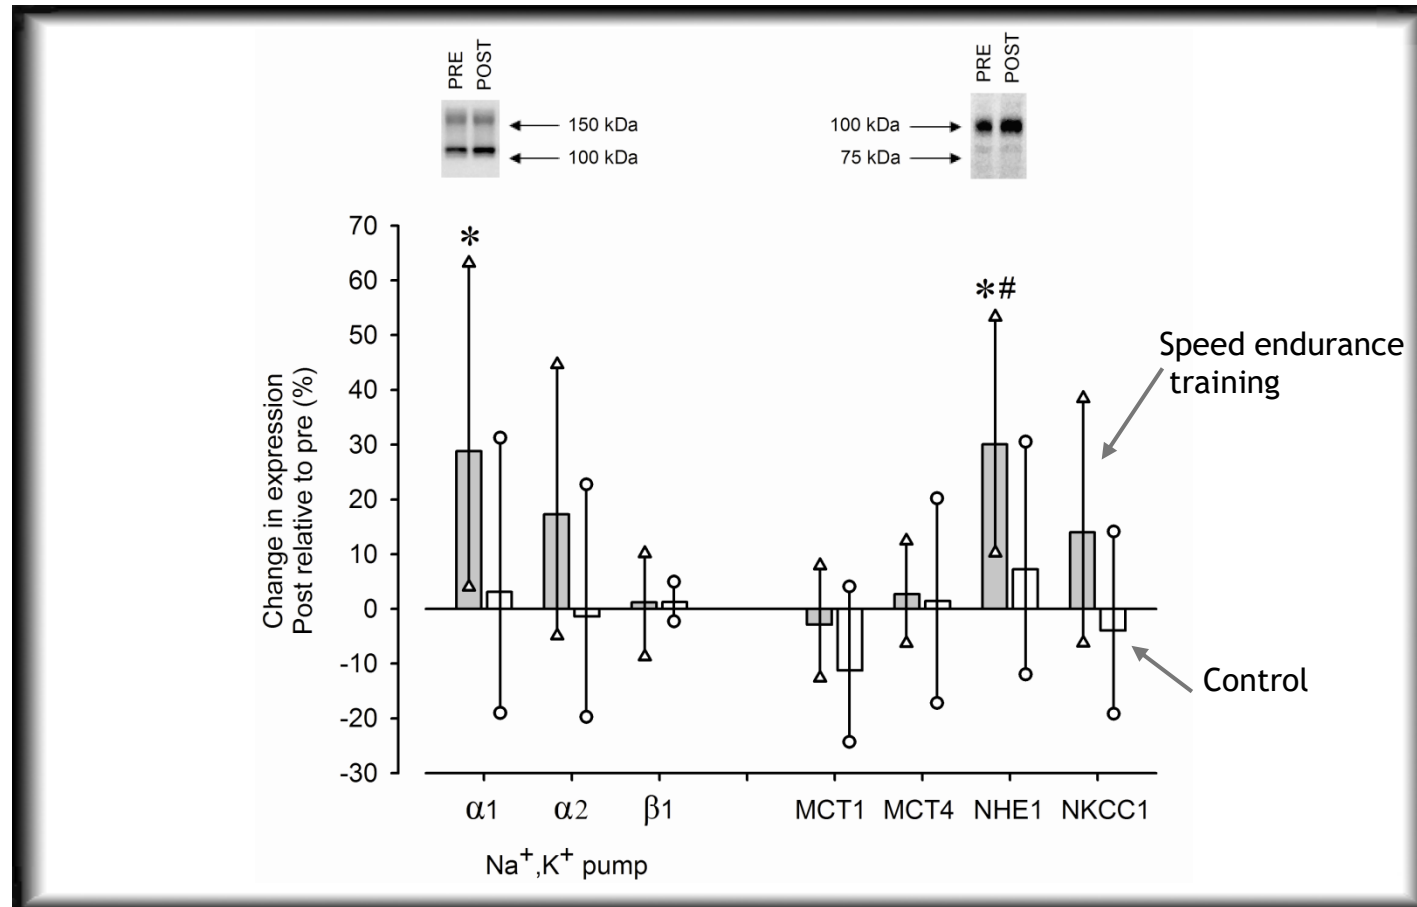 PRE
POST
150 kDa
100 kDa
PRE
POST
100 kDa
75 kDa
Change in expression
Post relative to pre (%)
70
60
50
40
30
20
10
0
-10
-20
-30
*
*#
Speed endurance
training
Control
α1 α2 β1 MCT1 MCT4 NHE1 NKCC1
Na⁺,K⁺ pump